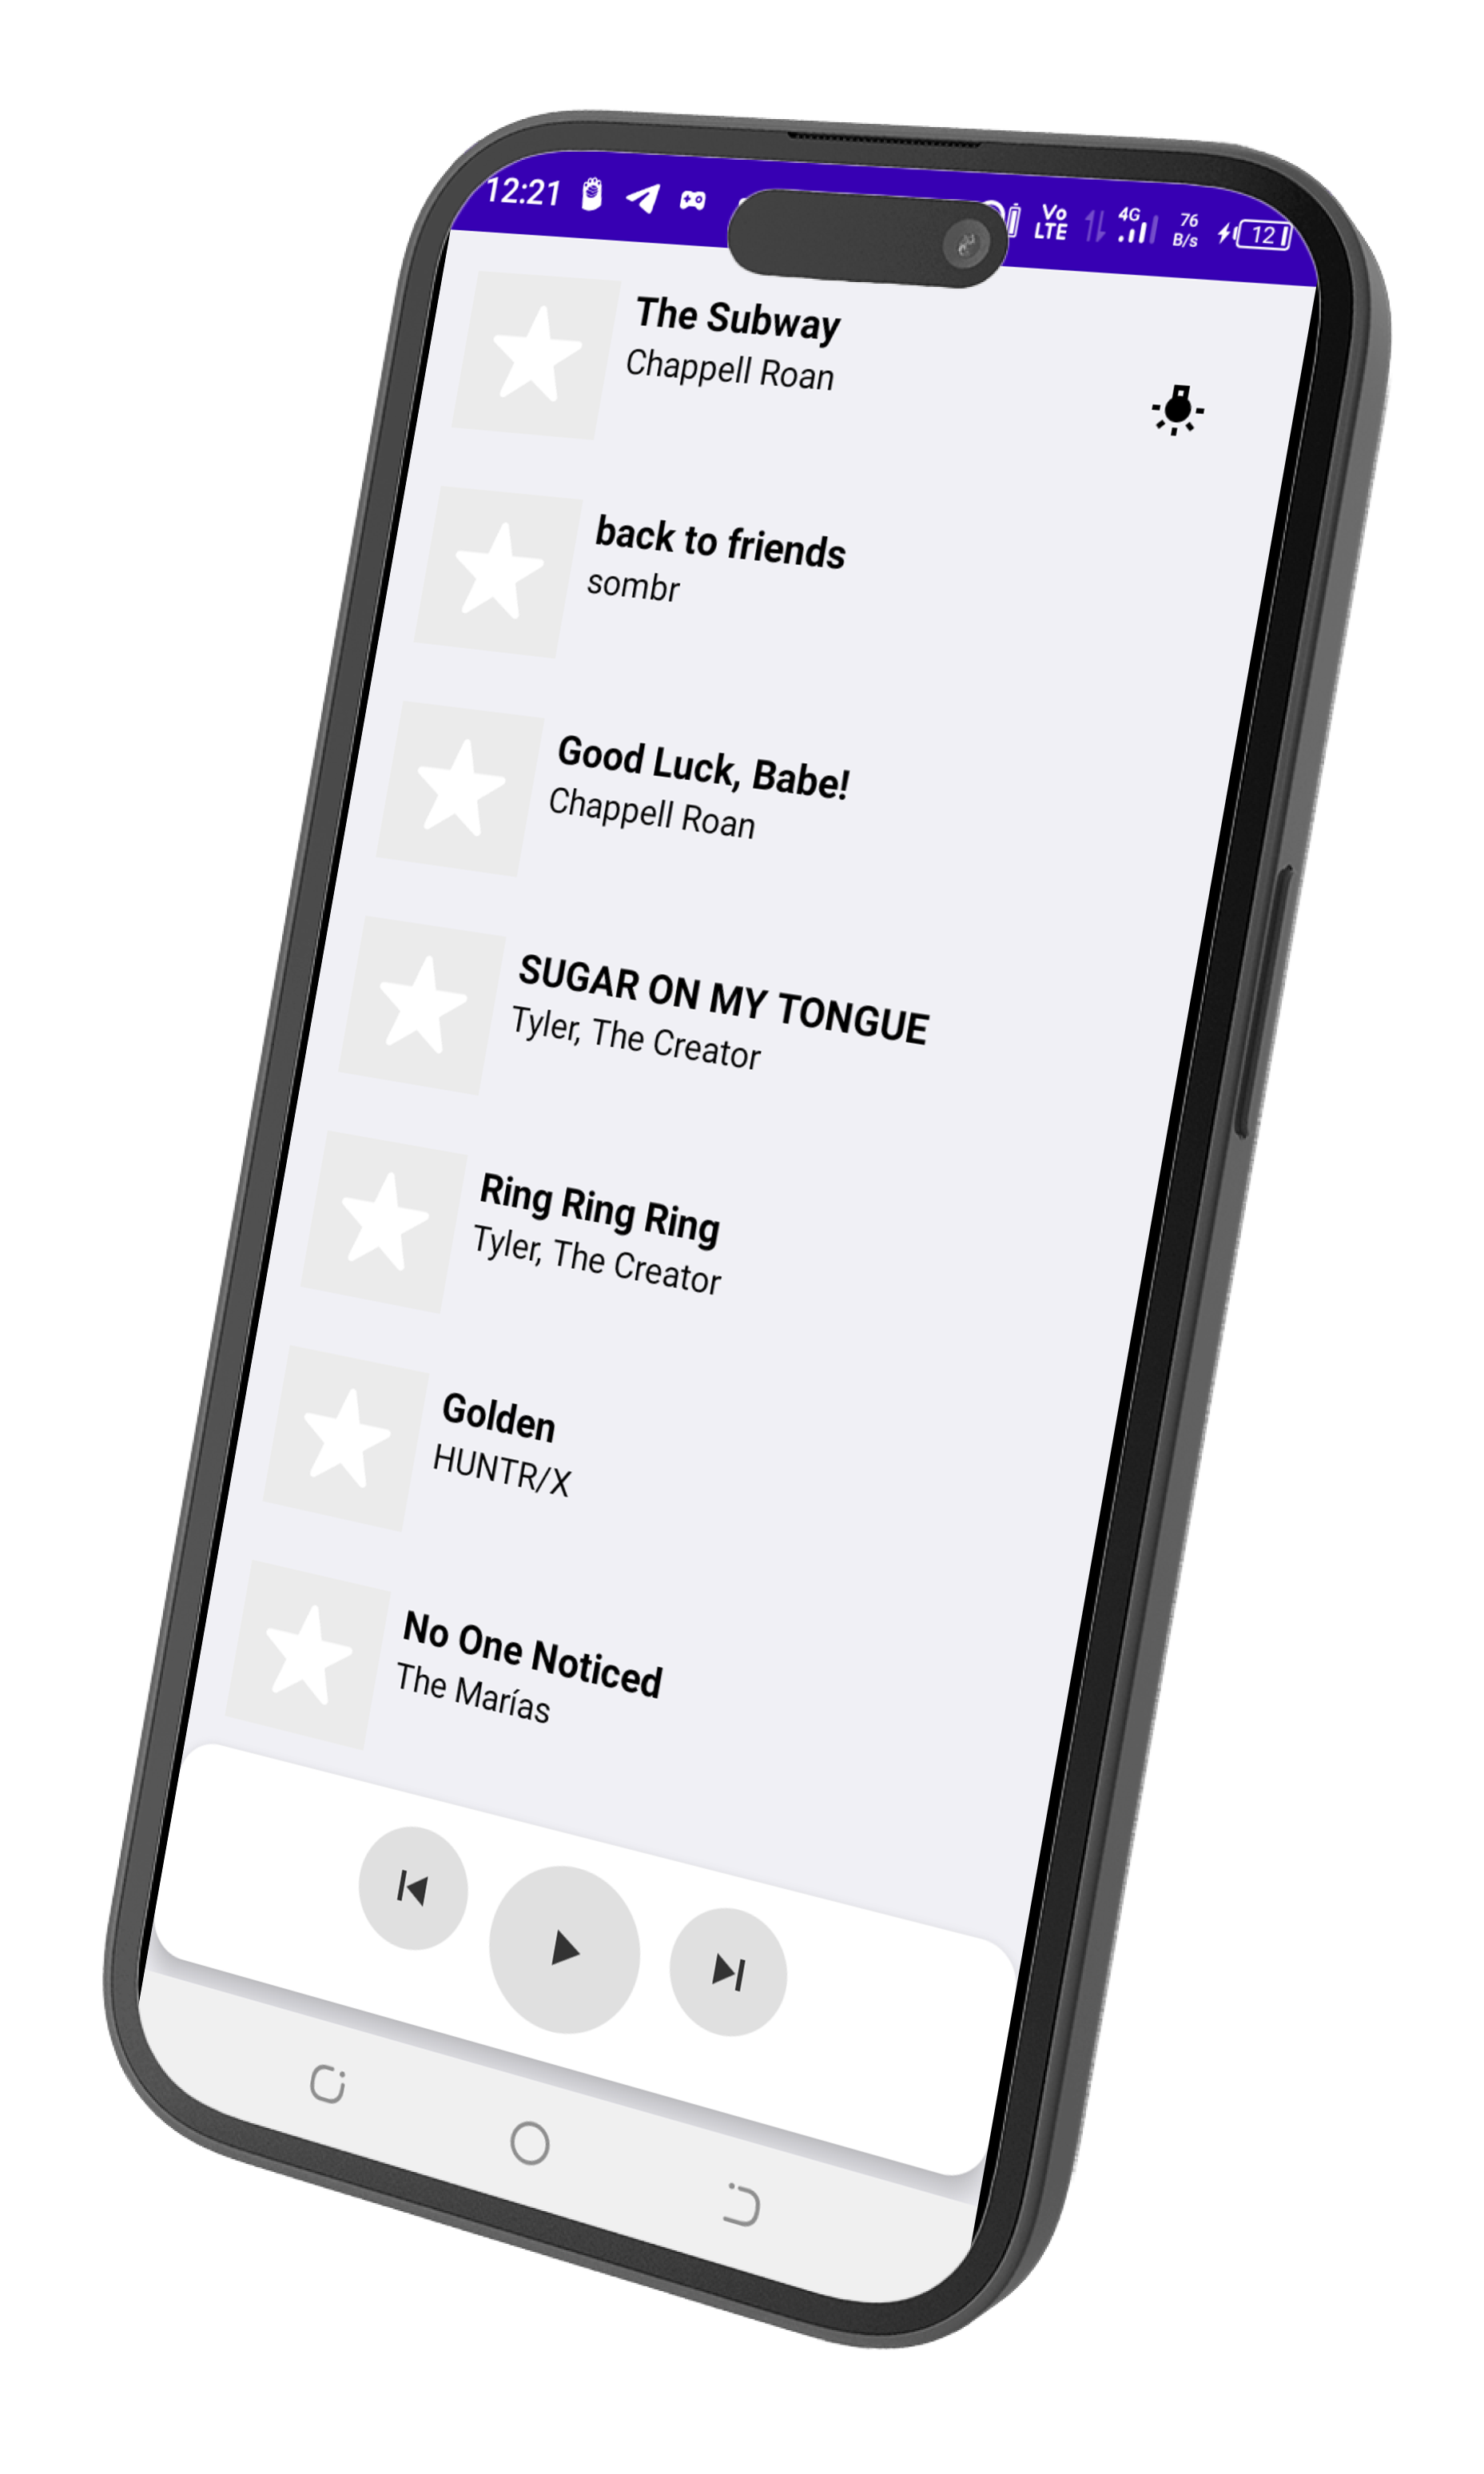 12:21
Vo
LTE
4G
76
B/s
12
The Subway
Chappell Roan
back to friends
sombr
Good Luck, Babe!
Chappell Roan
SUGAR ON MY TONGUE
Tyler, The Creator
Ring Ring Ring
Tyler, The Creator
Golden
HUNTR/X
No One Noticed
The Marías